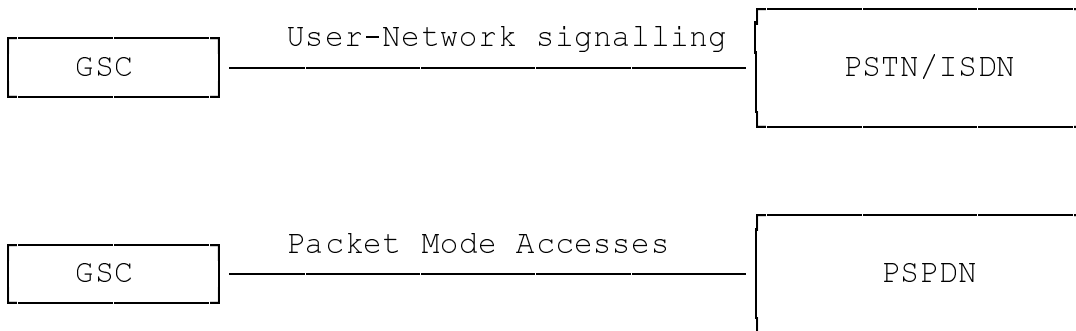 User-Network signalling
GSC
PSTN/ISDN
Packet Mode Accesses
GSC
PSPDN